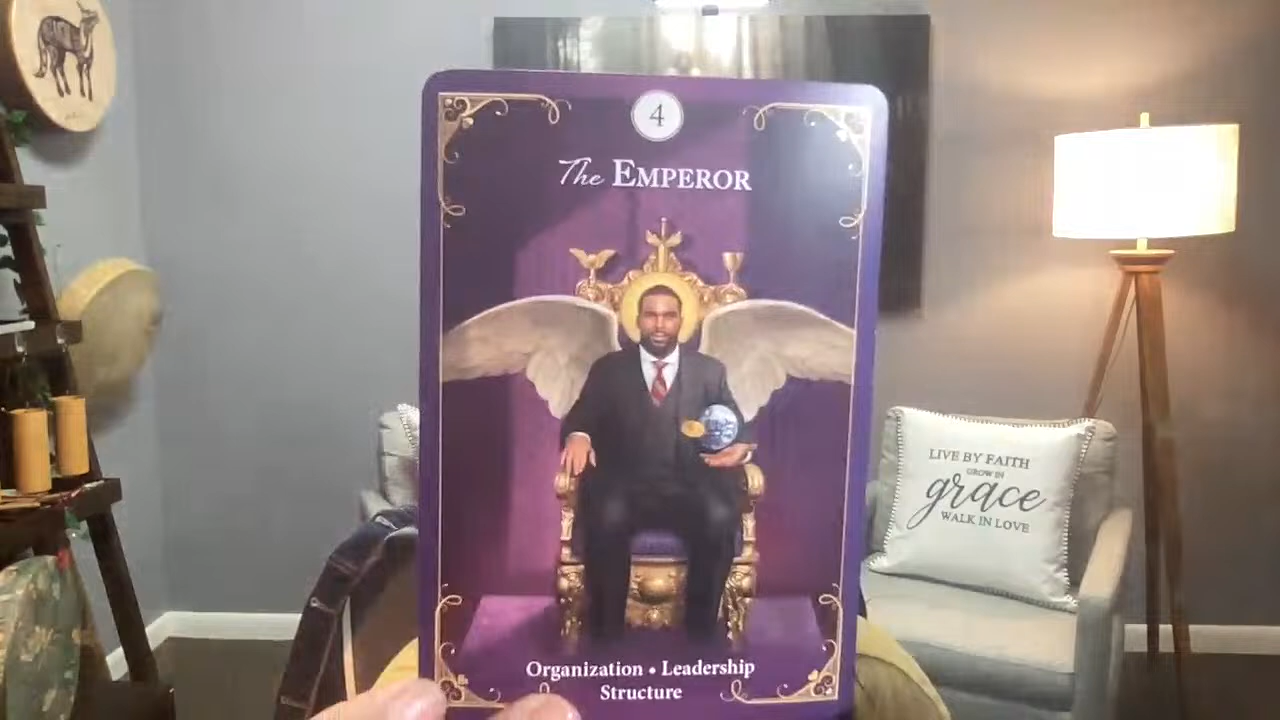 4
The EMPEROR
Organization • Leadership
Structure
LIVE BY FAITH
GROW IN
grace
WALK IN LOVE